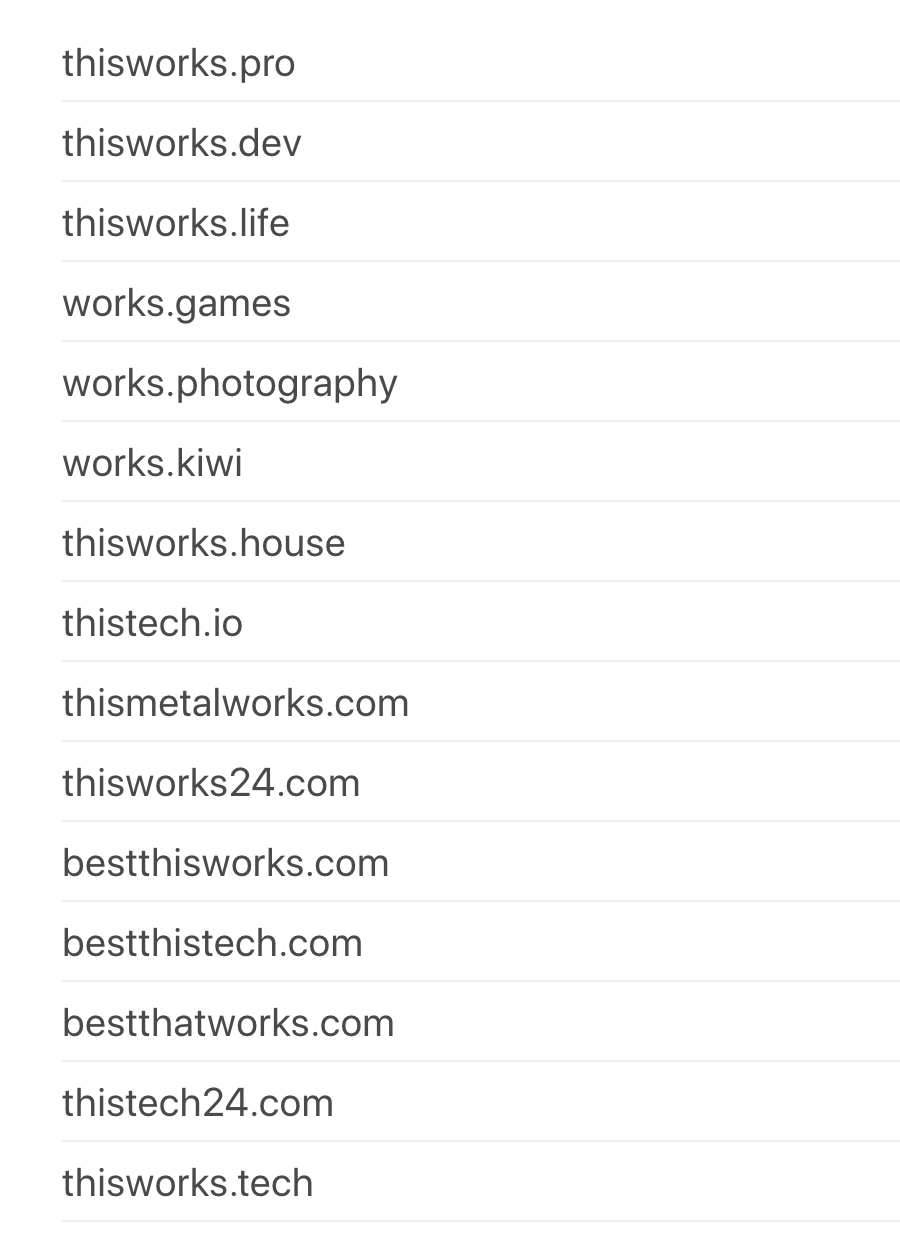 thisworks.pro
thisworks.dev
thisworks.life
works.games
works.photography
works.kiwi
thisworks.house
thistech.io
thismetalworks.com
thisworks24.com
bestthisworks.com
bestthistech.com
bestthatworks.com
thistech24.com
thisworks.tech